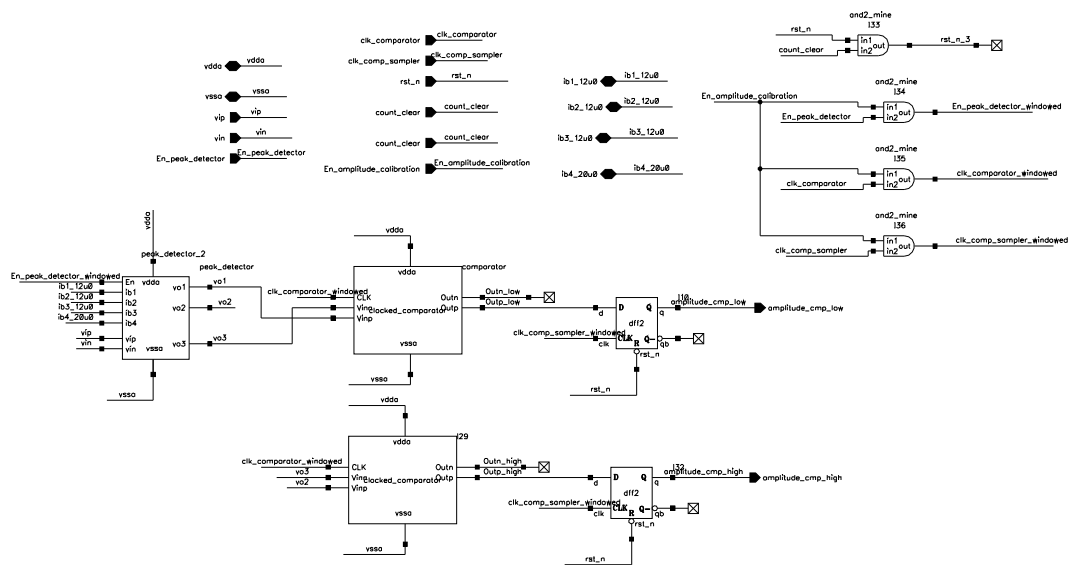 and2_mine
I33
rst_n
in1
out
rst_n_3
count_clear
in2
clk_comparator
clk_comparator
clk_comp_sampler
clk_comp_sampler
rst_n
rst_n
count_clear
count_clear
count_clear
count_clear
En_amplitude_calibration
En_amplitude_calibration
vdda
vdda
vssa
vssa
vip
vip
vin
vin
En_peak_detector
En_peak_detector
ib1_12u0
ib1_12u0
ib2_12u0
ib2_12u0
ib3_12u0
ib3_12u0
ib4_20u0
ib4_20u0
and2_mine
I34
En_amplitude_calibration
in1
out
En_peak_detector_windowed
En_peak_detector
in2
and2_mine
I35
in1
out
clk_comparator_windowed
clk_comparator
in2
and2_mine
I36
in1
out
clk_comp_sampler_windowed
clk_comp_sampler
in2
vdda
peak_detector_2
peak_detector
En_peak_detector_windowed
En
vdda
ib1_12u0
ib1
vo1
vo1
ib2_12u0
ib2
vo2
vo2
ib3_12u0
ib3
ib4_20u0
ib4
vip
vip
vo3
vo3
vin
vin
vssa
vssa
vdda
comparator
vdda
clk_comparator_windowed
CLK
Outn
Outn_low
Vinn
clocked_comparator
Outp
Outp_low
Vinp
vssa
vssa
I10
d
D
Q
q
amplitude_cmp_low
amplitude_cmp_low
dff2
clk_comp_sampler_windowed
clk
CLK
R
Q-
qb
rst_n
rst_n
vdda
I29
vdda
clk_comparator_windowed
CLK
Outn
Outn_high
vo3
Vinn
clocked_comparator
Outp
Outp_high
vo2
Vinp
vssa
vssa
I32
d
D
Q
q
amplitude_cmp_high
amplitude_cmp_high
dff2
clk_comp_sampler_windowed
clk
CLK
R
Q-
qb
rst_n
rst_n